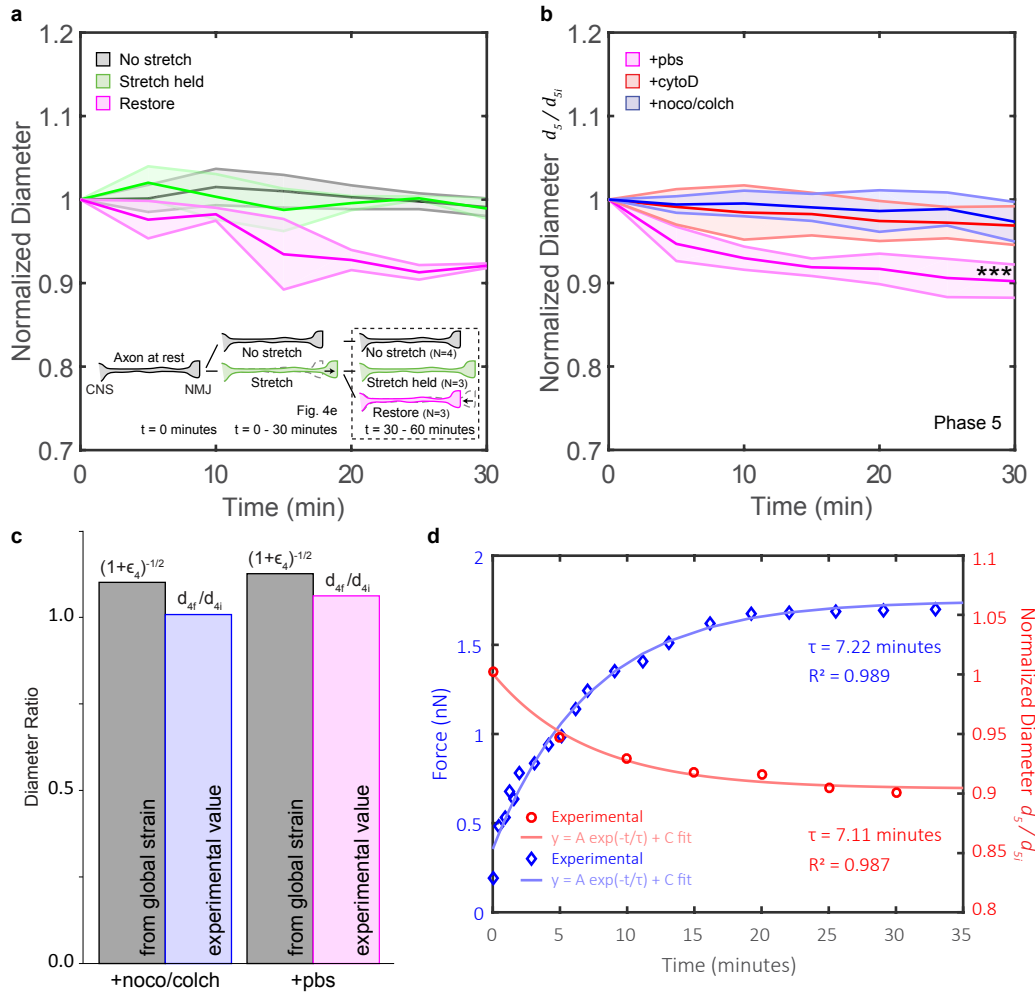 a
1.2
1.1
1
0.9
0.8
0.7
Normalized Diameter
No stretch
Stretch held
Restore
Axon at rest
CNS
NMJ
No stretch
Stretch
Fig. 4e
No stretch (N=4)
Stretch held (N=3)
Restore (N=3)
t = 0 minutes
t = 0 - 30 minutes
t = 30 - 60 minutes
0
10
20
30
Time (min)
b
1.2
1.1
1
0.9
0.8
0.7
Normalized Diameter d5 / d5i
+pbs
+cytoD
+noco/colch
***
Phase 5
0
10
20
30
Time (min)
c
Diameter Ratio
1.0
0.5
0.0
(1+ϵ4)-1/2
d4f/d4i
(1+ϵ4)-1/2
d4f/d4i
from global strain
experimental value
from global strain
experimental value
+noco/colch
+pbs
d
2
1.5
1
0.5
0
Force (nN)
1.1
1.05
1
0.95
0.9
0.85
0.8
Normalized Diameter d5 / d5i
τ = 7.22 minutes
R² = 0.989
Experimental
y = A exp(-t/τ) + C fit
Experimental
y = A exp(-t/τ) + C fit
τ = 7.11 minutes
R² = 0.987
0
5
10
15
20
25
30
35
Time (minutes)